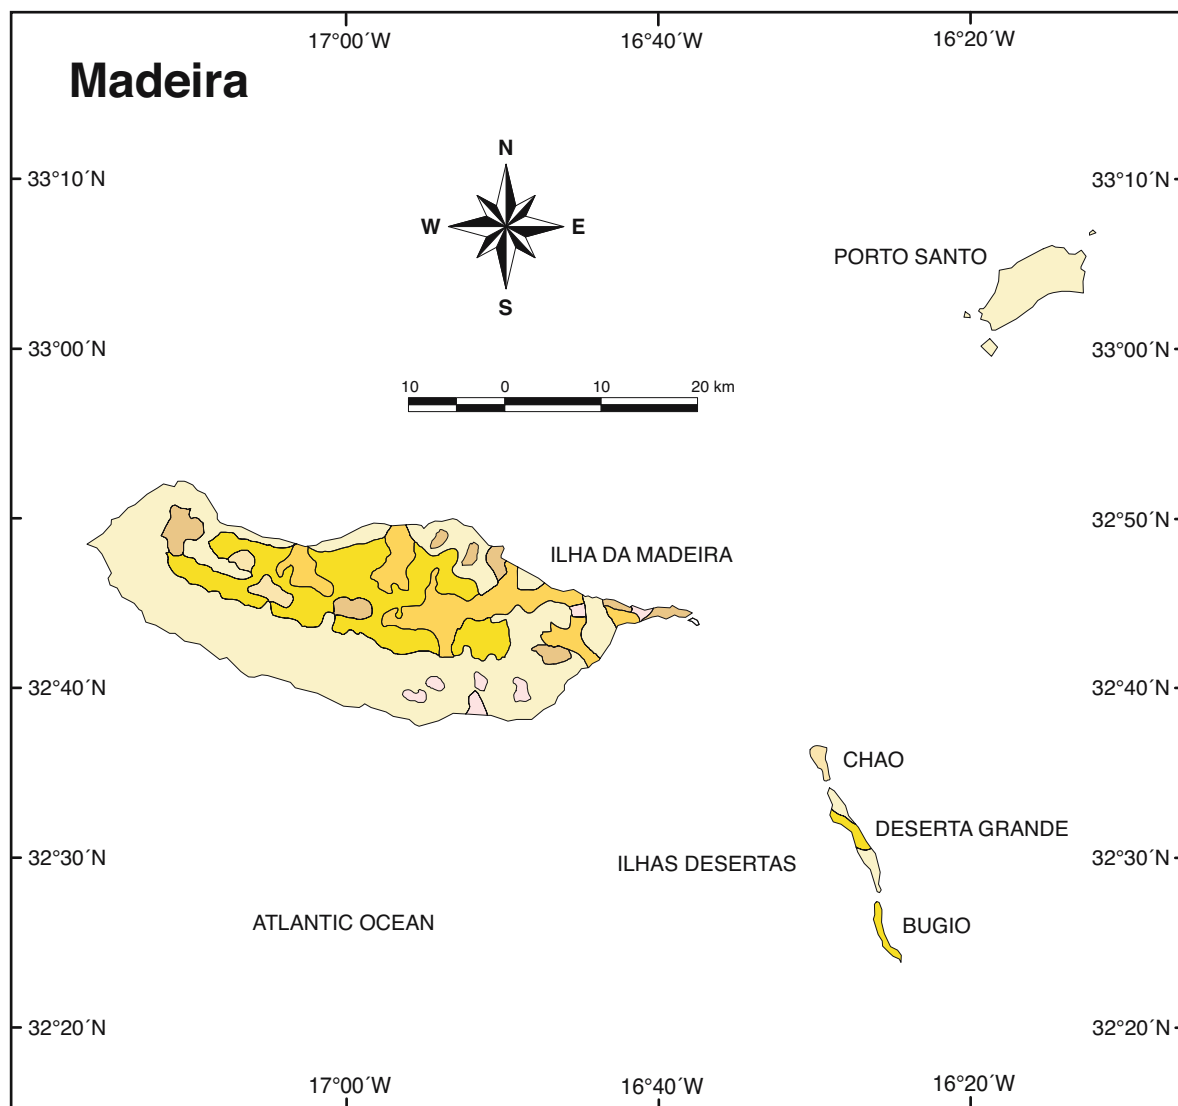 17°00´W
16°40´W
16°20´W
Madeira
N
33°10´N
33°10´N
W
E
PORTO SANTO
S
33°00´N
33°00´N
10
0
10
20 km
32°50´N
ILHA DA MADEIRA
32°40´N
32°40´N
CHAO
DESERTA GRANDE
32°30´N
32°30´N
ILHAS DESERTAS
ATLANTIC OCEAN
BUGIO
32°20´N
32°20´N
17°00´W
16°40´W
16°20´W